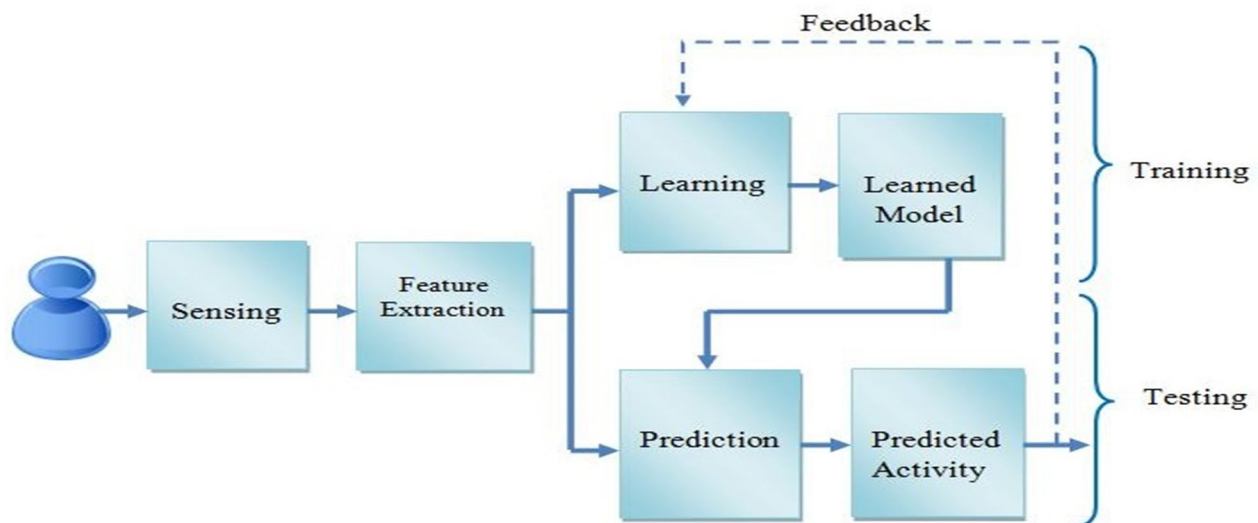 Feedback
Learning
Learned
Model
Training
Sensing
Feature
Extraction
Prediction
Predicted
Activity
Testing